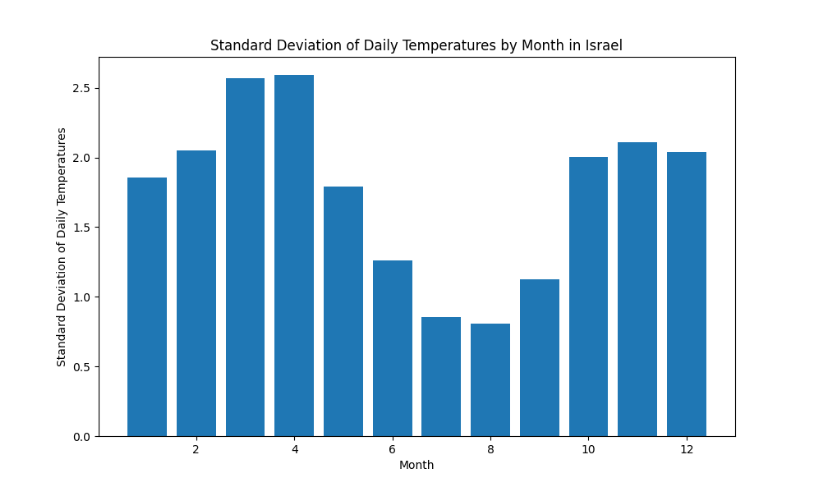 Standard Deviation of Daily Temperatures by Month in Israel
Standard Deviation of Daily Temperatures
2.5
2.0
1.5
1.0
0.5
0.0
2 4 6 8 10 12
Month